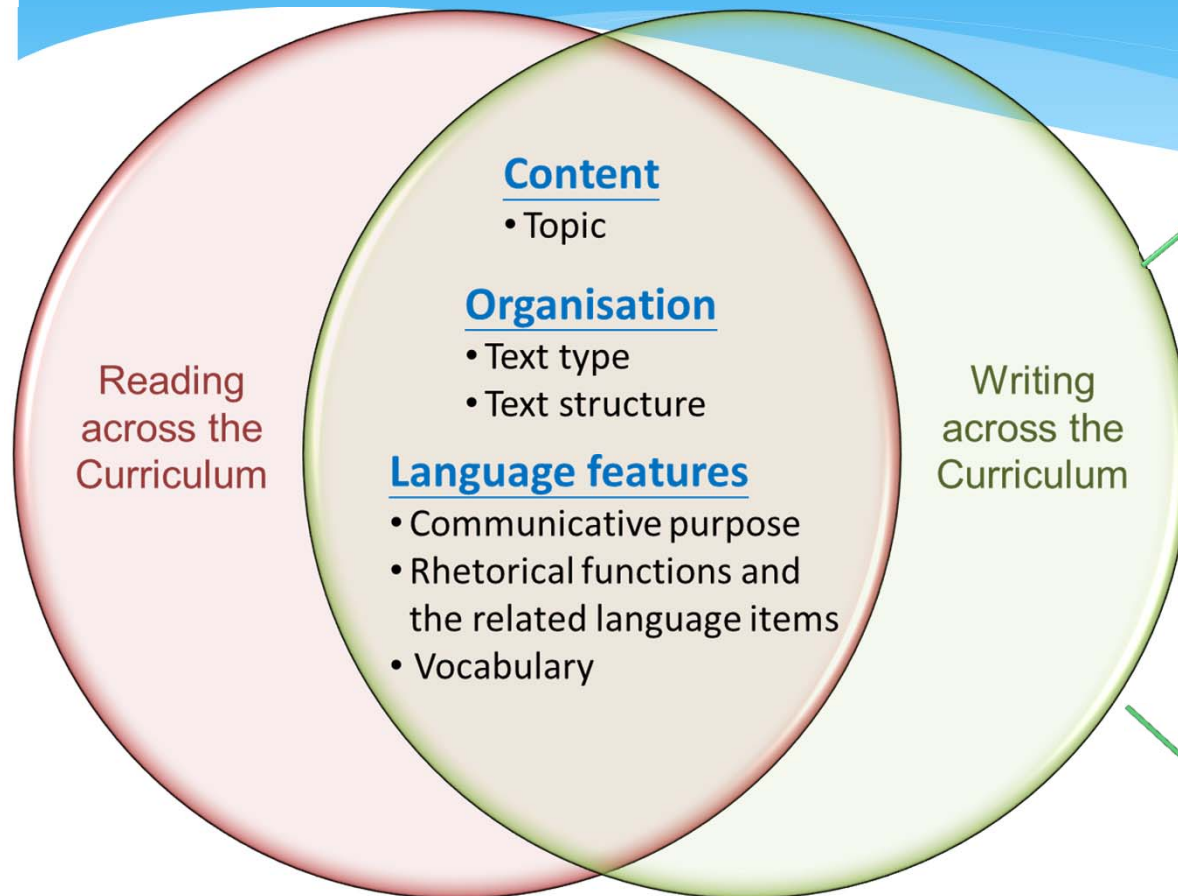 Content
• Topic
Organisation
• Text type
• Text structure
Language features
• Communicative purpose
• Rhetorical functions and
the related language items
• Vocabulary
Reading
across the
Curriculum
Writing
across the
Curriculum